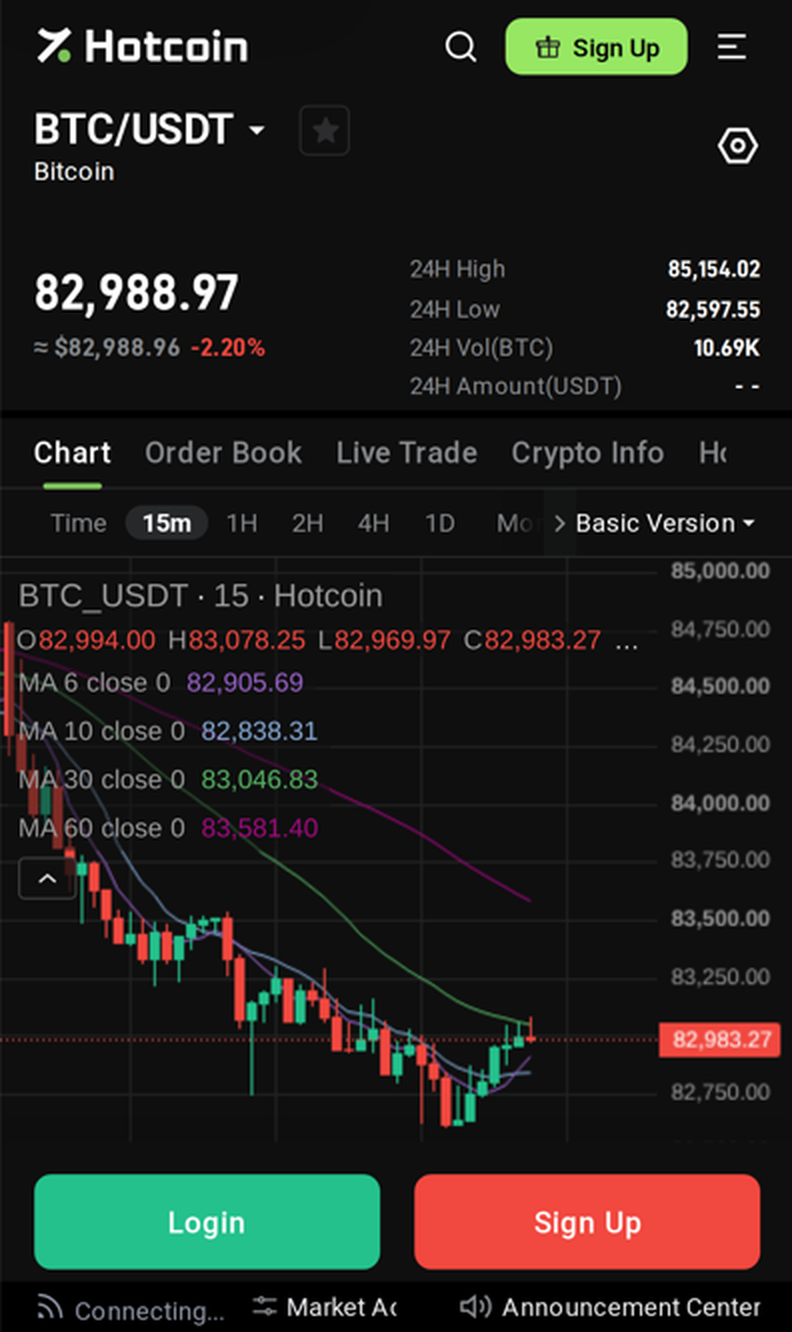 Hotcoin
Sign Up
BTC/USDT
Bitcoin
82,988.97
≈ $82,988.96 -2.20%
24H High 85,154.02
24H Low 82,597.55
24H Vol(BTC) 10.69K
24H Amount(USDT) - -
Chart Order Book Live Trade Crypto Info
Time 15m 1H 2H 4H 1D Basic Version
BTC_USDT · 15 · Hotcoin
O82,994.00 H83,078.25 L82,969.97 C82,983.27 ...
MA 6 close 0 82,905.69
MA 10 close 0 82,838.31
MA 30 close 0 83,046.83
MA 60 close 0 83,581.40
85,000.00
84,750.00
84,500.00
84,250.00
84,000.00
83,750.00
83,500.00
83,250.00
82,983.27
82,750.00
Login Sign Up
Connecting... Market Announcement Center